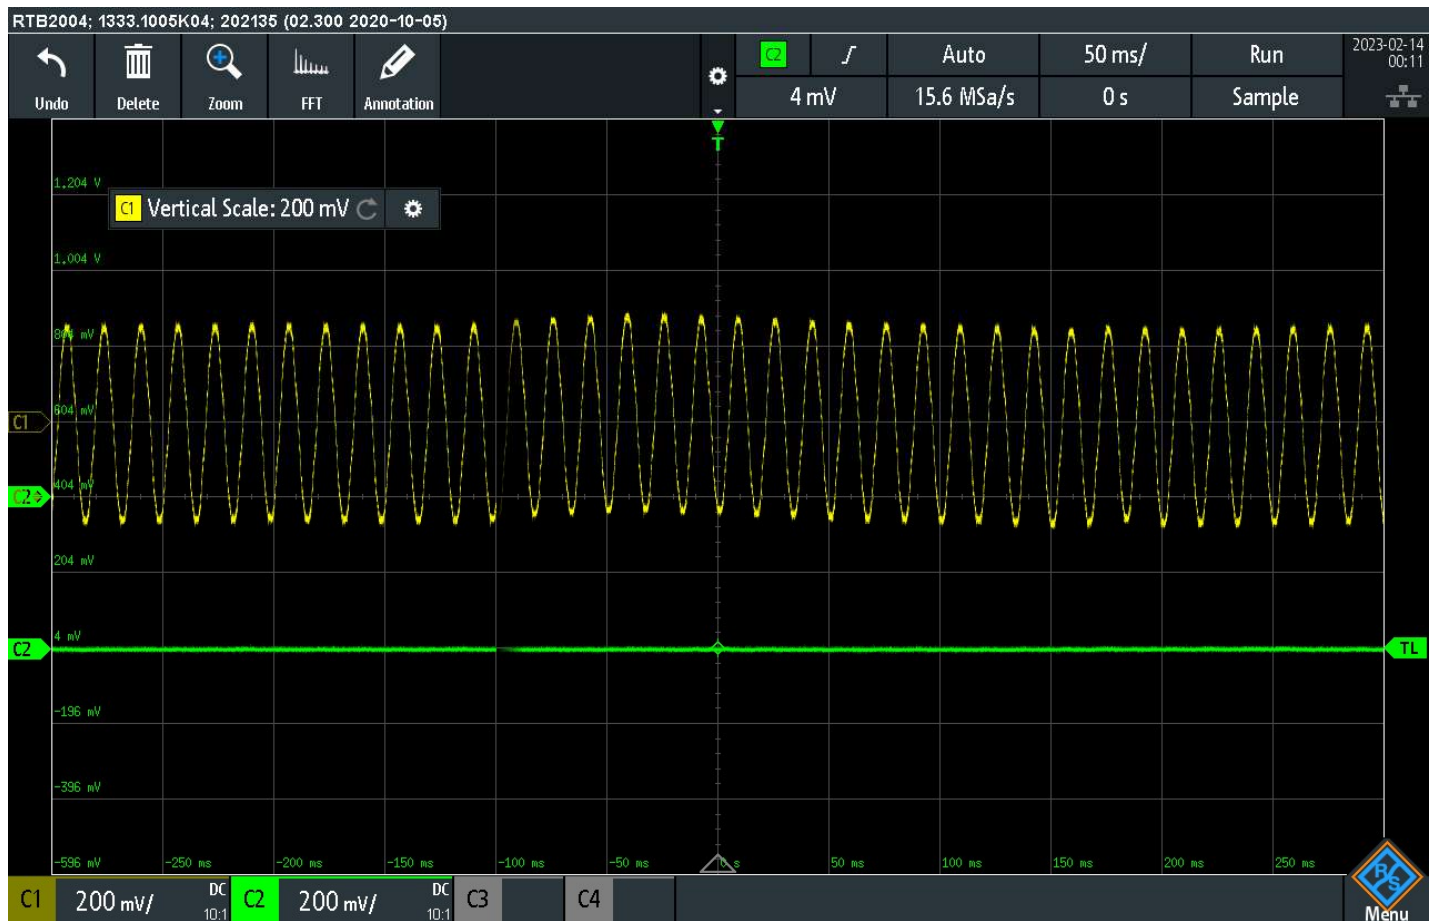 RTB2004; 1333.1005K04; 202135 (02.300 2020-10-05)
Undo Delete Zoom FFT Annotation
C2 Auto 50 ms/ Run
4 mV 15.6 MSa/s 0 s Sample
2023-02-14
00:11
T
1.204 V
C1 Vertical Scale: 200 mV
1.004 V
804 mV
604 mV
C1
404 mV
C2
204 mV
4 mV
C2 TL
-196 mV
-396 mV
-596 mV -250 ms -200 ms -150 ms -100 ms -50 ms 0 s 50 ms 100 ms 150 ms 200 ms 250 ms
C1 200 mV/ DC 10:1 C2 200 mV/ DC 10:1 C3 C4
R&S
Menu